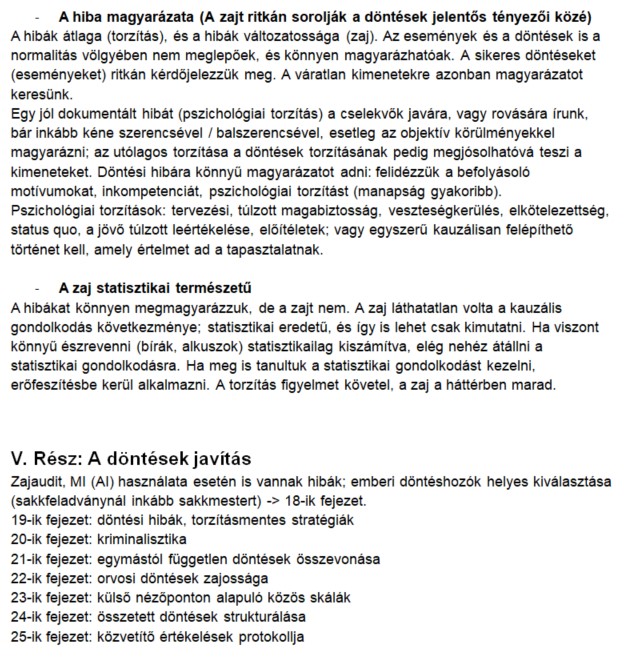 - A hiba magyarázata (A zajt ritkán sorolják a döntések jelentős tényezői közé)
A hibák átlaga (torzítás), és a hibák változatossága (zaj). Az események és a döntések is a
normalitás völgyében nem meglepőek, és könnyen magyarázhatóak. A sikeres döntéseket
(eseményeket) ritkán kérdőjelezzük meg. A váratlan kimenetekre azonban magyarázatot
keresünk.
Egy jól dokumentált hibát (pszichológiai torzítás) a cselekvők javára, vagy rovására írunk,
bár inkább kéne szerencsével / balszerencsével, esetleg az objektív körülményekkel
magyarázni; az utólagos torzítása a döntések torzításának pedig megjósolhatóvá teszi a
kimeneteket. Döntési hibára könnyű magyarázatot adni: felidézzük a befolyásoló
motívumokat, inkompetenciát, pszichológiai torzítást (manapság gyakoribb).
Pszichológiai torzítások: tervezési, túlzott magabiztosság, veszteségkerülés, elkötelezettség,
status quo, a jövő túlzott leértékelése, előítéletek; vagy egyszerű kauzálisan felépíthető
történet kell, amely értelmet ad a tapasztalatnak.
- A zaj statisztikai természetű
A hibákat könnyen megmagyarázzuk, de a zajt nem. A zaj láthatatlan volta a kauzális
gondolkodás következménye; statisztikai eredetű, és így is lehet csak kimutatni. Ha viszont
könnyű észrevenni (bírák, alkuszok) statisztikailag kiszámítva, elég nehéz átállni a
statisztikai gondolkodásra. Ha meg is tanultuk a statisztikai gondolkodást kezelni,
erőfeszítésbe kerül alkalmazni. A torzítás figyelmet követel, a zaj a háttérben marad.
V. Rész: A döntések javítás
Zajaudit, MI (AI) használata esetén is vannak hibák; emberi döntéshozók helyes kiválasztása
(sakkfeladványnál inkább sakkmestert) -> 18-ik fejezet.
19-ik fejezet: döntési hibák, torzításmentes stratégiák
20-ik fejezet: kriminalisztika
21-ik fejezet: egymástól független döntések összevonása
22-ik fejezet: orvosi döntések zajossága
23-ik fejezet: külső nézőponton alapuló közös skálák
24-ik fejezet: összetett döntések strukturálása
25-ik fejezet: közvetítő értékelések protokollja